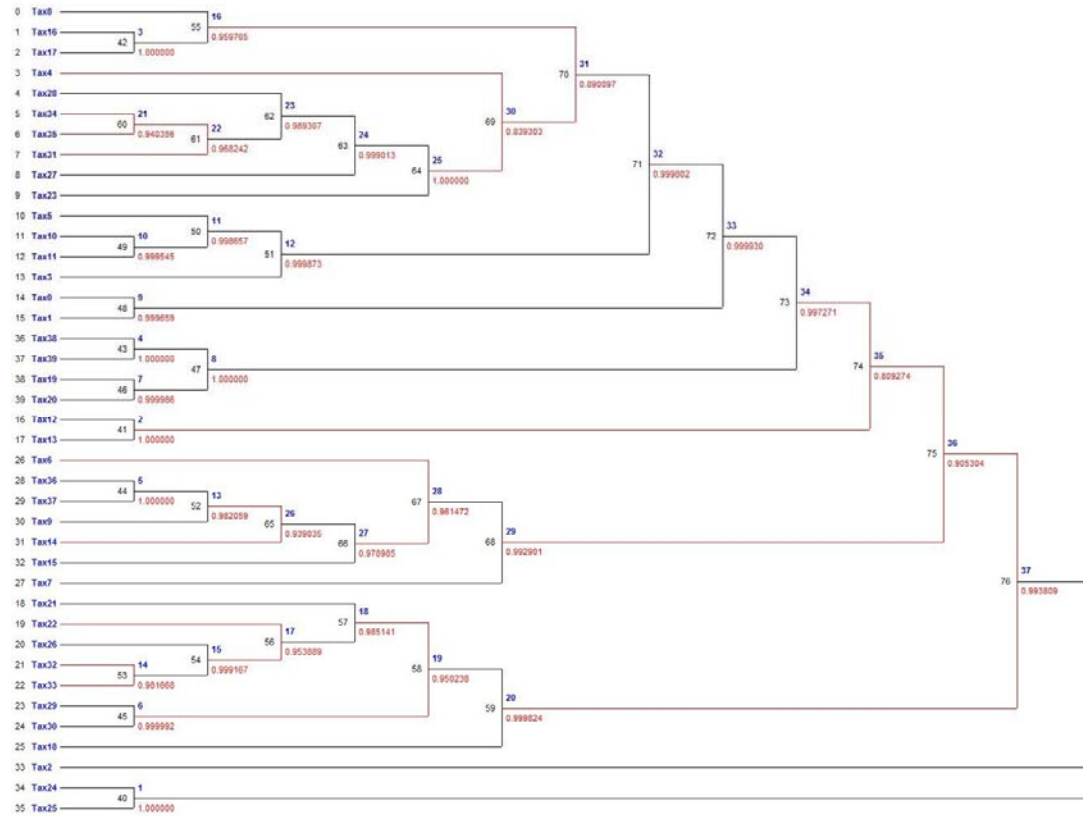 0 Tax8 16
55
1 Tax16 3
0.959765
42
2 Tax17 1.000000
31
3 Tax4 70
0.890097
4 Tax28
23
5 Tax34 21 62 30
60 0.989307 69
6 Tax35 22 24 0.839303
0.940386 61 63
0.968242 0.999013
7 Tax31 32
25
64 71
8 Tax27 0.999802
1.000000
9 Tax23
10 Tax5 11
50 33
11 Tax10 10 72
12 0.999930
49 0.998657
12 Tax11 51
0.999545 0.999873
13 Tax3
34
14 Tax0 9 73
48 0.997271
15 Tax1 0.999659
36 Tax38 4
43
37 Tax39 8 35
1.000000 47 74
38 Tax19 7 1.000000 0.809274
46
39 Tax20 0.999986
16 Tax12 2
41
17 Tax13 1.000000 36
75
26 Tax6 0.905304
28 Tax36 5
44 28
29 Tax37 13 67
1.000000 52 0.961472
30 Tax9 26
0.982059 65 27 29
31 Tax14 0.939035 66 68
0.978985 0.992901
32 Tax15
37
27 Tax7 76
0.993809
18 Tax21 18
57
19 Tax22 17
0.985141
20 Tax26 15 56
0.953889
54 19
21 Tax32 14 58
53 0.999167 0.950238
22 Tax33 0.981668
20
23 Tax29 6 59
45 0.999824
24 Tax30 0.999992
25 Tax18
33 Tax2
34 Tax24 1
40
35 Tax25 1.000000